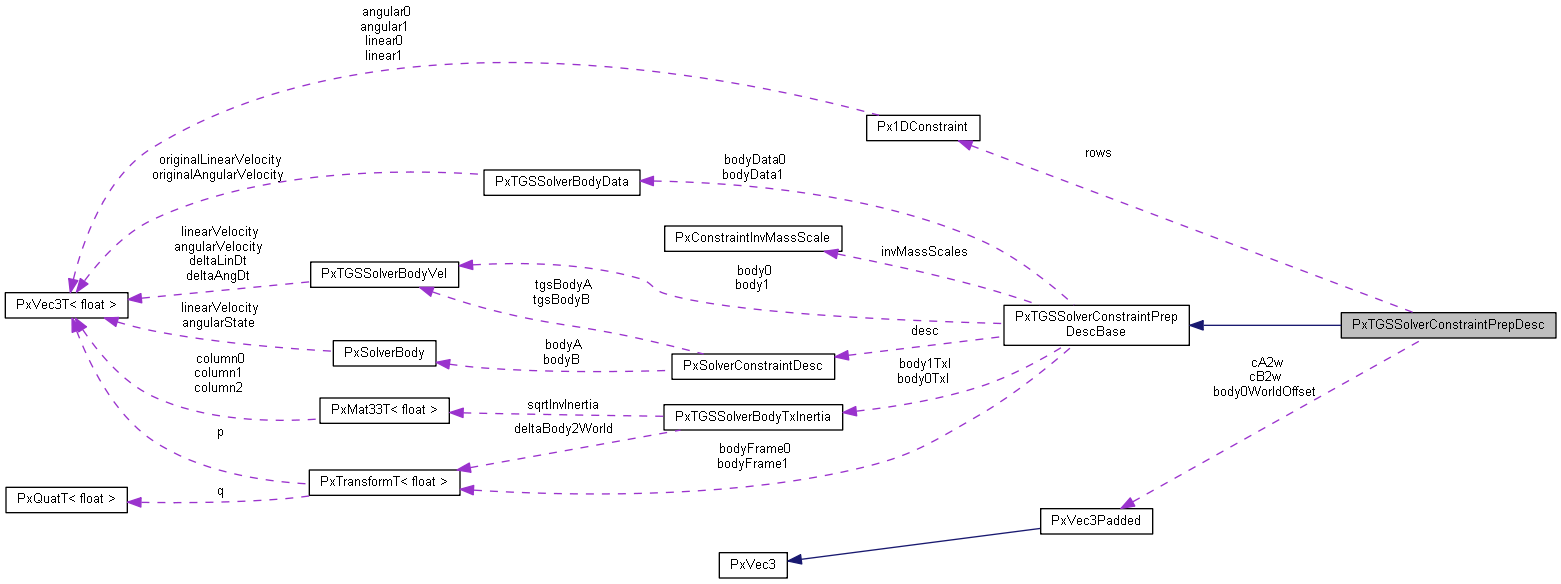 angular0
angular1
linear0
linear1
Px1DConstraint
rows
originalLinearVelocity
originalAngularVelocity
PxTGSSolverBodyData
bodyData0
bodyData1
PxConstraintInvMassScale
invMassScales
linearVelocity
angularVelocity
deltaLinDt
deltaAngDt
PxTGSSolverBodyVel
tgsBodyA
tgsBodyB
body0
body1
PxVec3T< float >
linearVelocity
angularState
PxSolverBody
bodyA
bodyB
PxSolverConstraintDesc
desc
PxTGSSolverConstraintPrep
DescBase
PxTGSSolverConstraintPrepDesc
column0
column1
column2
PxMat33T< float >
sqrtInvInertia
PxTGSSolverBodyTxInertia
body1TxI
body0TxI
cA2w
cB2w
body0WorldOffset
p
deltaBody2World
bodyFrame0
bodyFrame1
PxTransformT< float >
q
PxQuatT< float >
PxVec3Padded
PxVec3